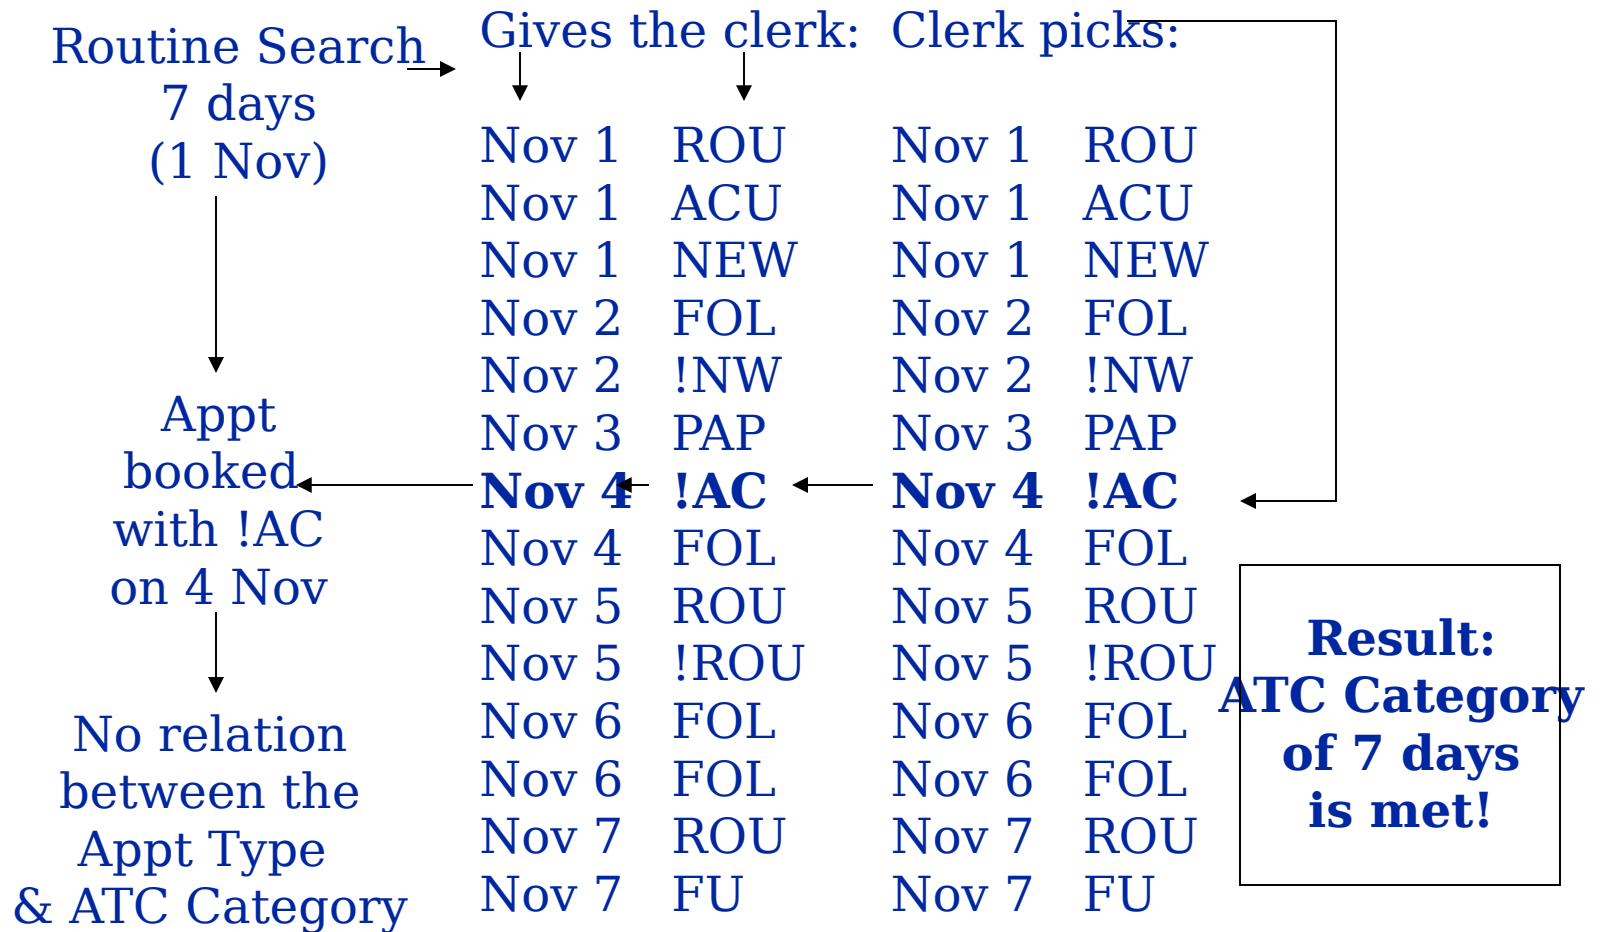 Routine Search
7 days
(1 Nov)
Appt
booked
with !AC
on 4 Nov
No relation
between the
Appt Type
& ATC Category
Gives the clerk:
Nov 1 ROU
Nov 1 ACU
Nov 1 NEW
Nov 2 FOL
Nov 2 !NW
Nov 3 PAP
Nov 4 !AC
Nov 4 FOL
Nov 5 ROU
Nov 5 !ROU
Nov 6 FOL
Nov 6 FOL
Nov 7 ROU
Nov 7 FU
Clerk picks:
Nov 1 ROU
Nov 1 ACU
Nov 1 NEW
Nov 2 FOL
Nov 2 !NW
Nov 3 PAP
Nov 4 !AC
Nov 4 FOL
Nov 5 ROU
Nov 5 !ROU
Nov 6 FOL
Nov 6 FOL
Nov 7 ROU
Nov 7 FU
Result:
ATC Category
of 7 days
is met!